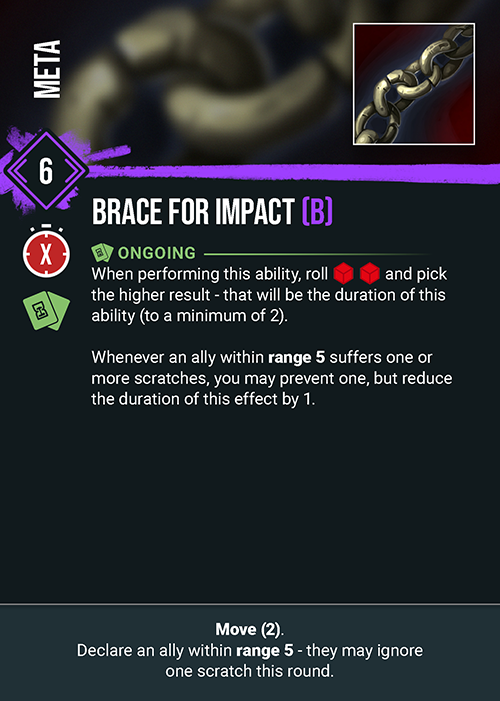 META
6
BRACE FOR IMPACT (B)
X
ONGOING
When performing this ability, roll and pick
the higher result - that will be the duration of this
ability (to a minimum of 2).
Whenever an ally within range 5 suffers one or
more scratches, you may prevent one, but reduce
the duration of this effect by 1.
Move (2).
Declare an ally within range 5 - they may ignore
one scratch this round.